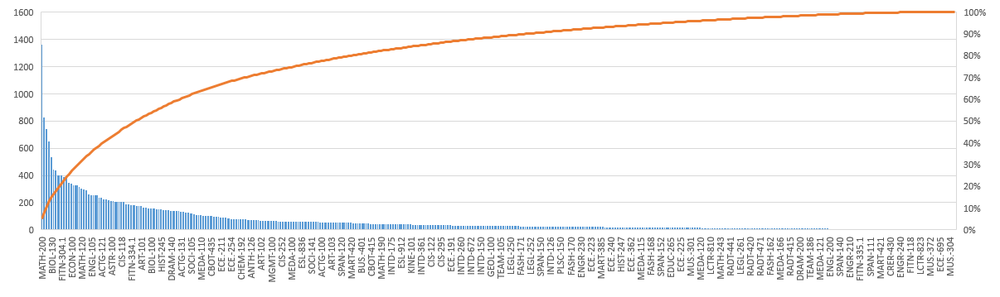 1600
1400
1200
1000
800
600
400
200
0
100%
90%
80%
70%
60%
50%
40%
30%
20%
10%
0%
MATH-200
BIOL-130
FITN-304.1
ECON-100
MATH-120
ENGL-105
ACTG-121
ASTR-100
CIS-118
FITN-334.1
ART-101
BUS-100
HIST-245
DRAM-140
ACTG-131
SOCI-105
MEDA-110
CBOT-435
ECE-211
ECE-254
CHEM-192
ANTH-126
ART-102
MGMT-100
CIS-252
MEDA-100
ESL-836
SOCI-141
ACTG-100
ART-103
SPAN-120
MART-420
BUS.-401
CBOT-415
MATH-190
INTD-175
ESL-912
KINE-101
INTD-361
CIS-122
CIS-295
ECE.-191
INTD-260
INTD-672
INTD-150
GEOL-100
TEAM-105
LEGL-250
FASH-171
LEGL-252
SPAN-150
INTD-126
PLSC-150
FASH-170
ENGR-230
ECE-223
MART-385
ECE.-240
HIST-247
ECE-362
MEDA-115
FASH-168
SPAN-152
EDUC-265
ECE-225
MUS.-301
MEDA-120
LCTR-810
MATH-243
RADT-441
LEGL-261
RADT-420
RADT-471
FASH-162
MEDA-166
RADT-415
DRAM-200
TEAM-186
MEDA-121
ENGL-200
SPAN-140
ENGR-210
FITN-335.1
SPAN-111
MART-421
CRER-430
ENGR-240
FITN-118
LCTR-823
MUS-372
ECE-695
MUS-304